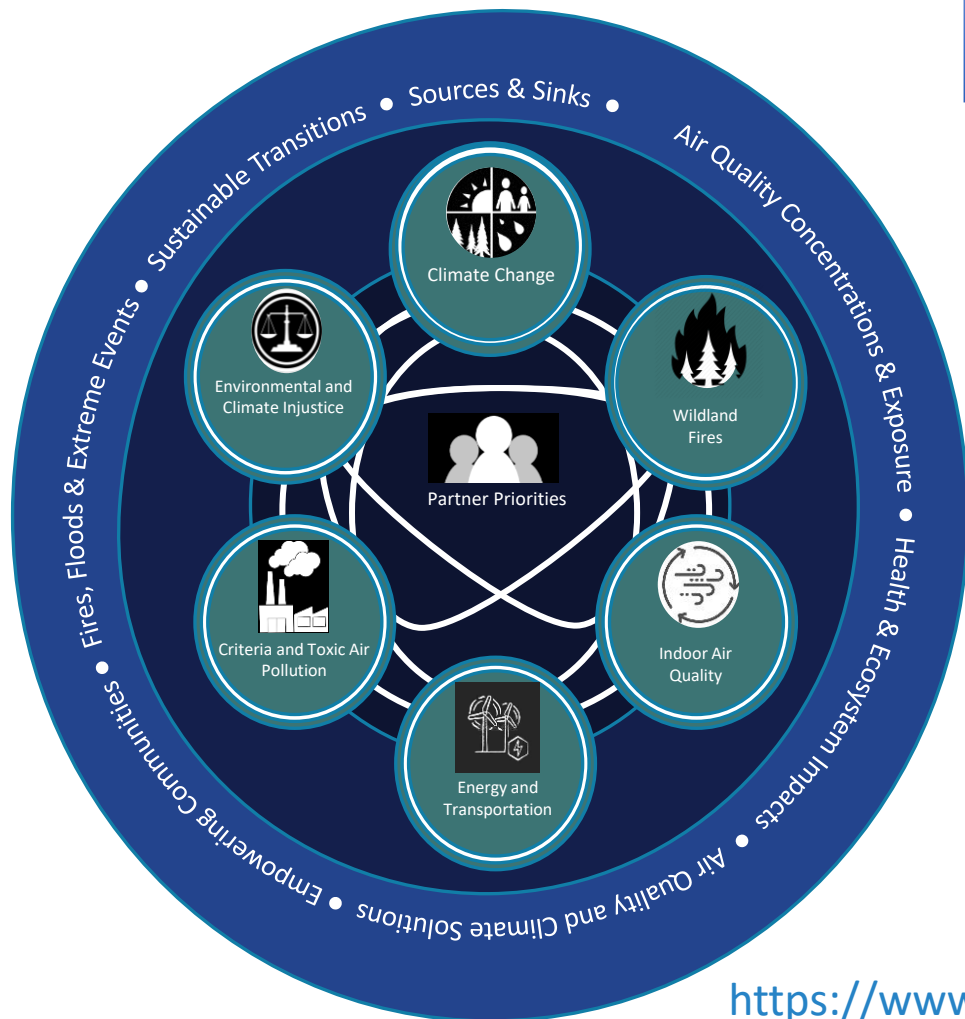 Sources & Sinks •
Air Quality Concentrations & Exposure •
Health & Ecosystem Impacts •
Air Quality and Climate Solutions •
Empowering Communities •
Fires, Floods & Extreme Events •
Sustainable Transitions •
Climate Change
Wildland
Fires
Indoor Air
Quality
Energy and
Transportation
Criteria and Toxic Air
Pollution
Environmental and
Climate Injustice
Partner Priorities
https://www